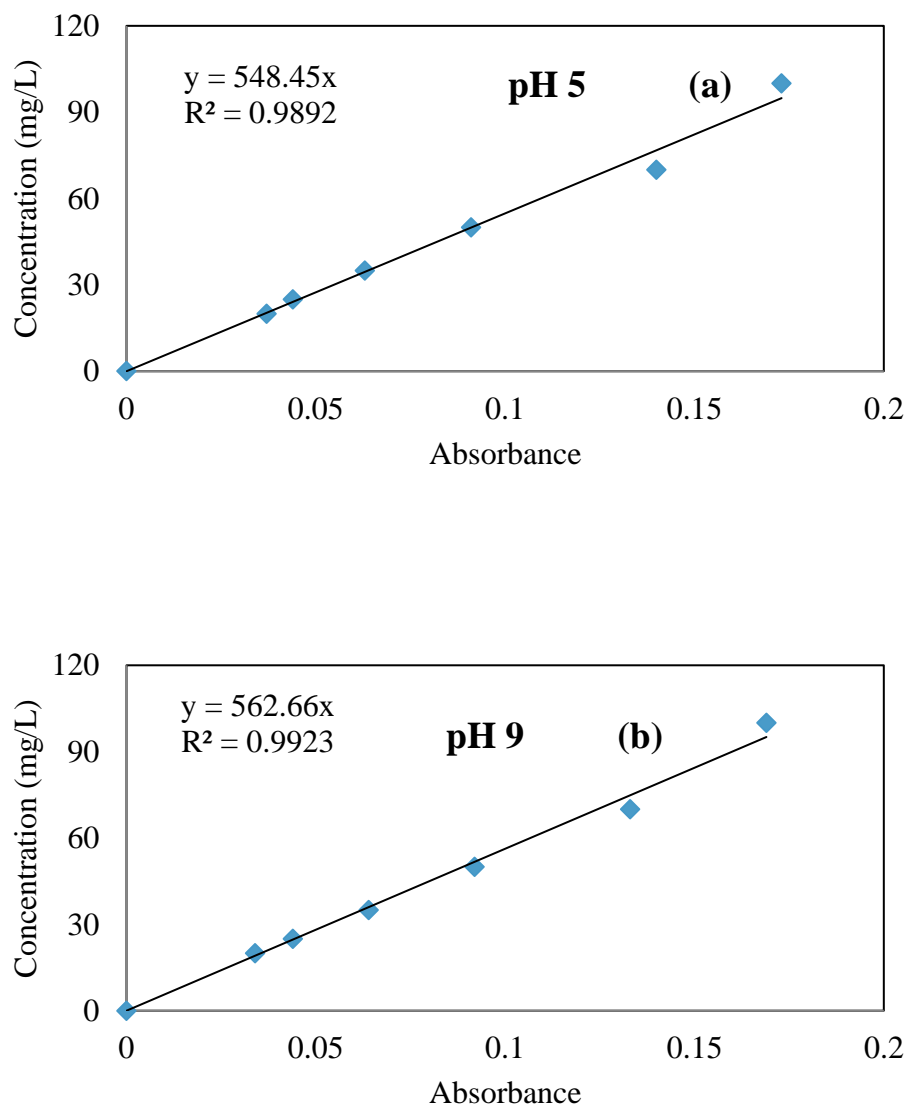 120
y = 548.45x
R² = 0.9892
pH 5
(a)
90
60
30
0
Concentration (mg/L)
0 0.05 0.1 0.15 0.2
Absorbance
120
y = 562.66x
R² = 0.9923
pH 9
(b)
90
60
30
0
Concentration (mg/L)
0 0.05 0.1 0.15 0.2
Absorbance